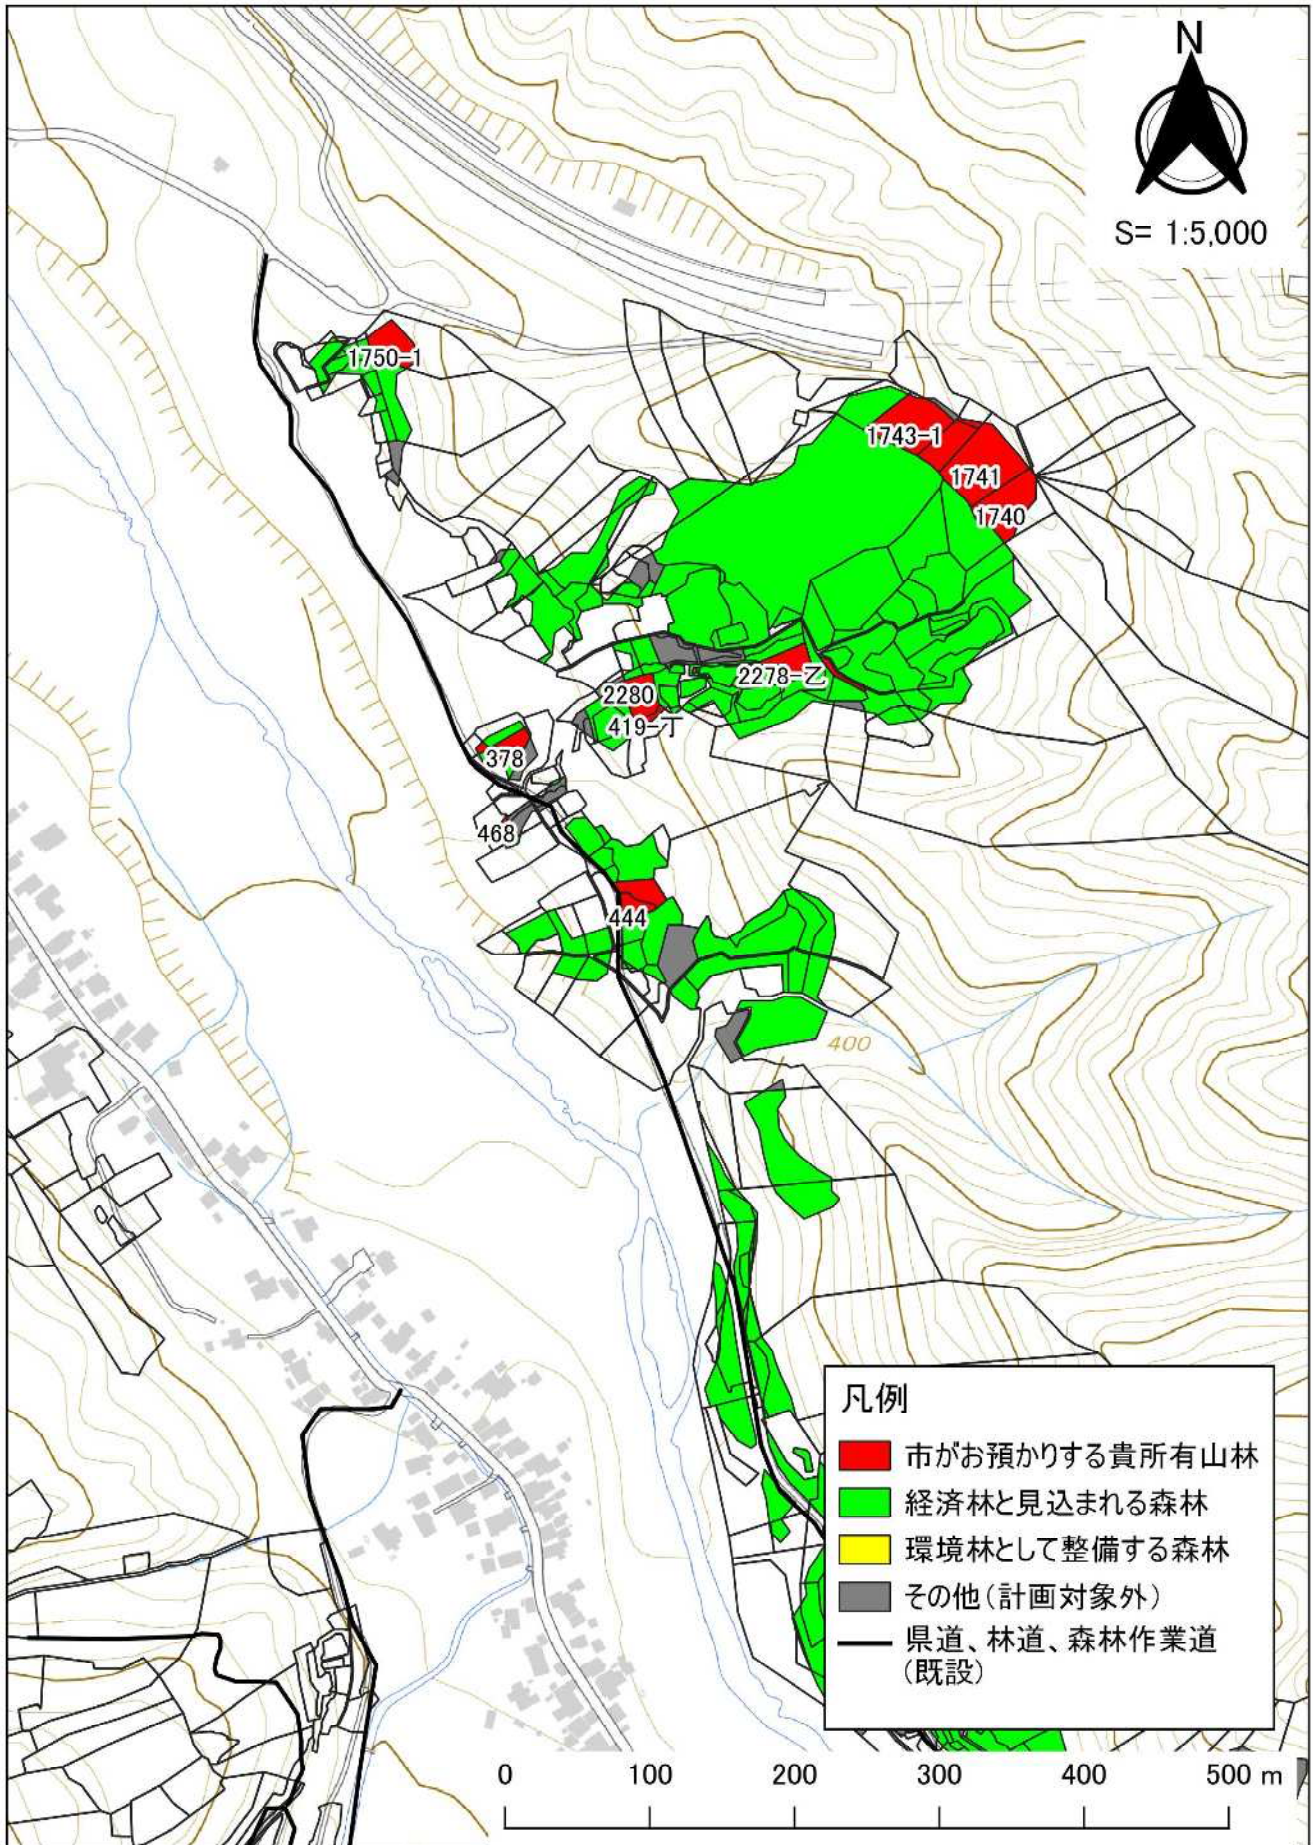 N
S= 1:5,000
1750-1
1743-1
1741
1740
2278-乙
2280
419-丁
378
468
444
400
凡例
市がお預かりする貴所有山林
経済林と見込まれる森林
環境林として整備する森林
その他(計画対象外)
県道、林道、森林作業道
(既設)
0 100 200 300 400 500 m